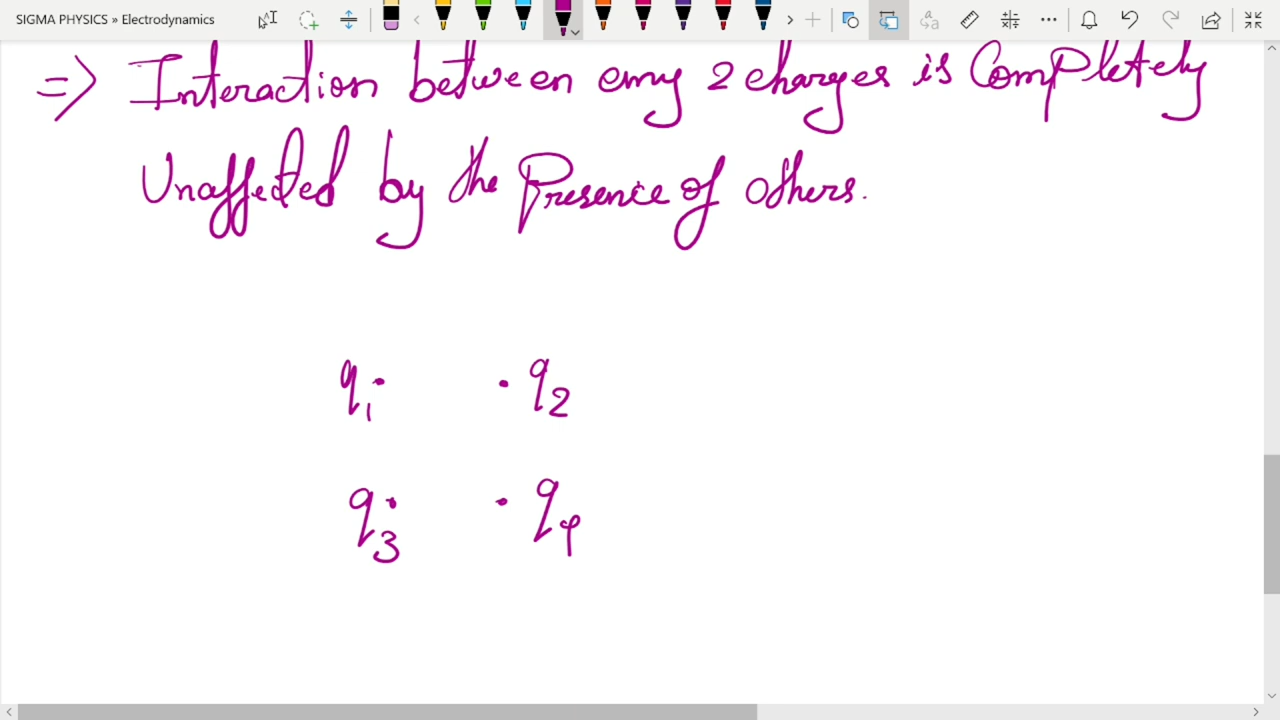 SIGMA PHYSICS » Electrodynamics
=> Interaction between any 2 charges is Completely
Unaffected by the Presence of others.
q1 · · q2
q3 · · q4